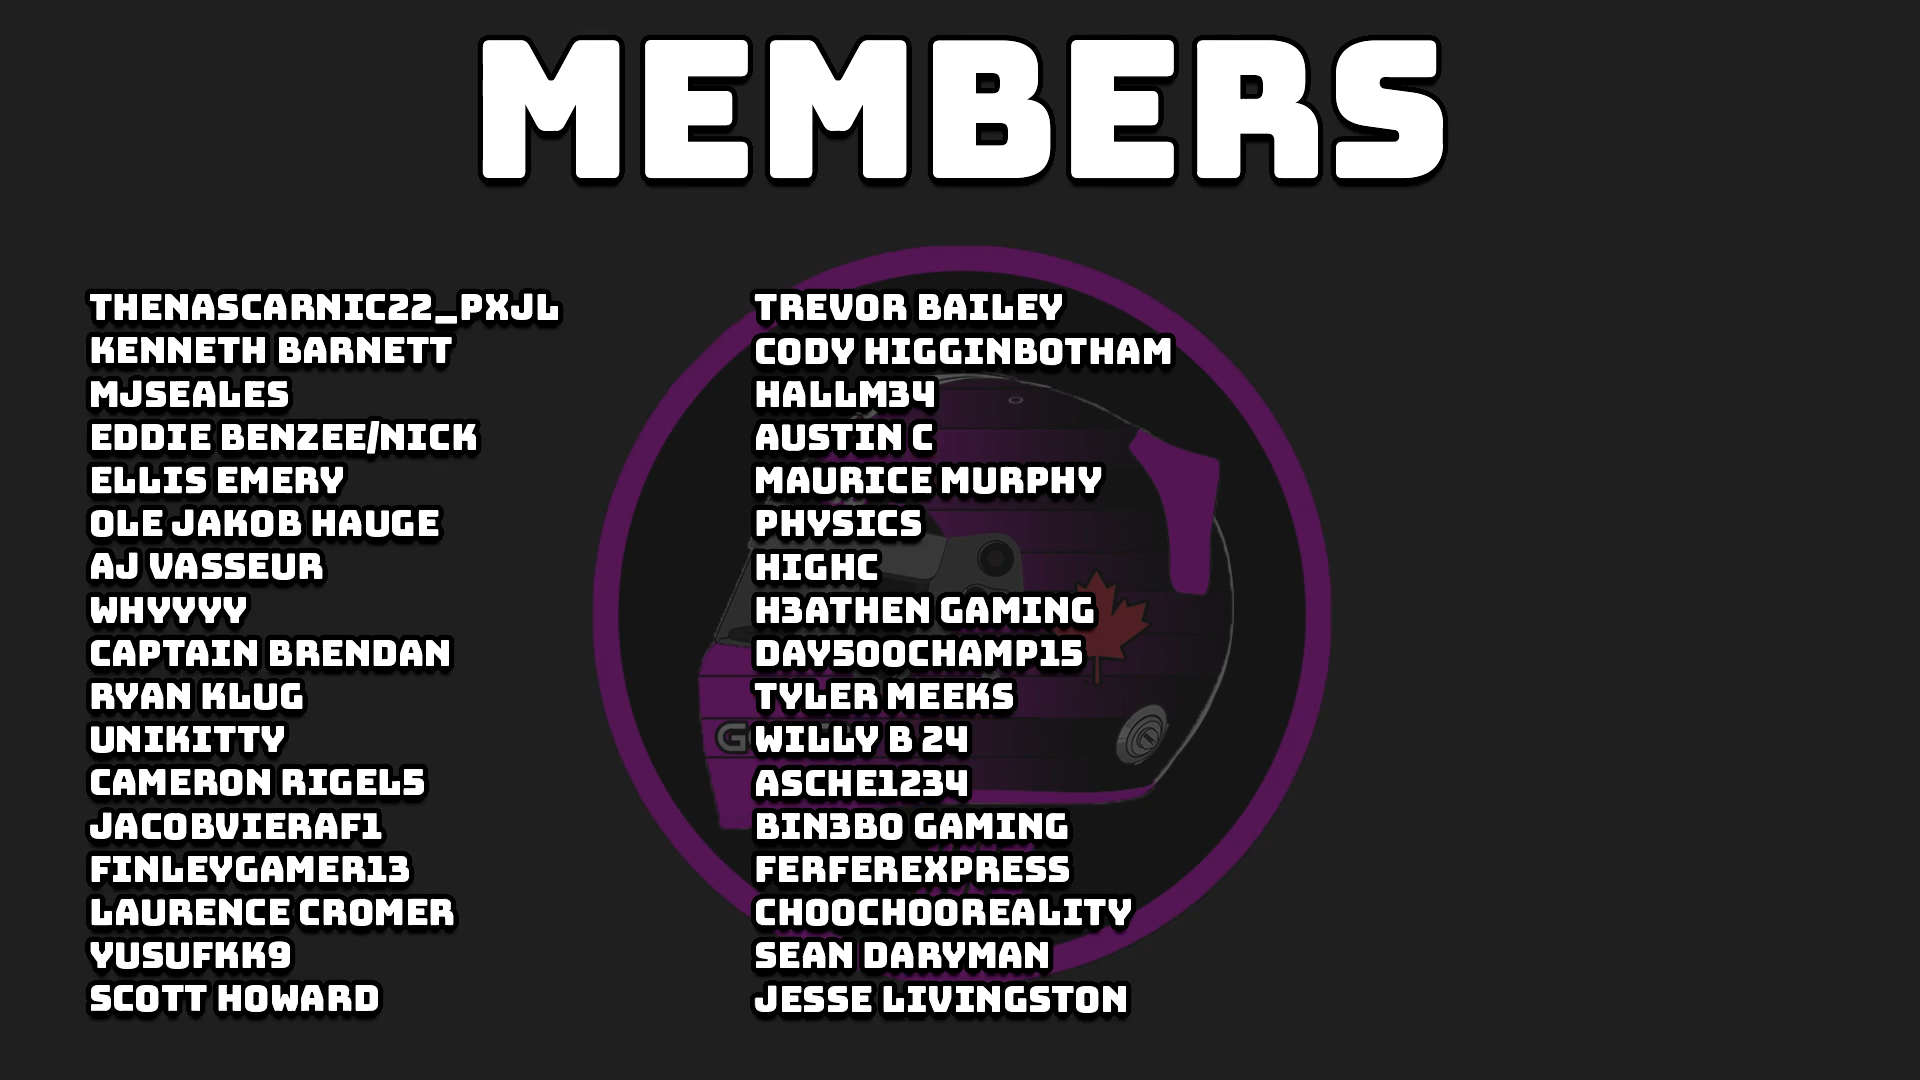 MEMBERS
THENASCARNIC22_PXJL
KENNETH BARNETT
MJSEALES
EDDIE BENZEE/NICK
ELLIS EMERY
OLE JAKOB HAUGE
AJ VASSEUR
WHYYYY
CAPTAIN BRENDAN
RYAN KLUG
UNIKITTY
CAMERON RIGEL5
JACOBVIERAF1
FINLEYGAMER13
LAURENCE CROMER
YUSUFKK9
SCOTT HOWARD
TREVOR BAILEY
CODY HIGGINBOTHAM
HALLM34
AUSTIN C
MAURICE MURPHY
PHYSICS
HIGHC
H3ATHEN GAMING
DAY500CHAMP15
TYLER MEEKS
WILLY B 24
ASCHE1234
BIN3BO GAMING
FERFEREXPRESS
CHOOCHOOREALITY
SEAN DARYMAN
JESSE LIVINGSTON